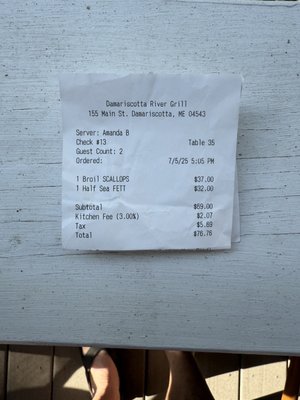 Damariscotta River Grill
155 Main St. Damariscotta, ME 04543
Server: Amanda B
Check #13 Table 35
Guest Count: 2
Ordered: 7/5/25 5:05 PM
1 Broil SCALLOPS $37.00
1 Half Sea FETT $32.00
Subtotal $69.00
Kitchen Fee (3.00%) $2.07
Tax $5.69
Total $76.76